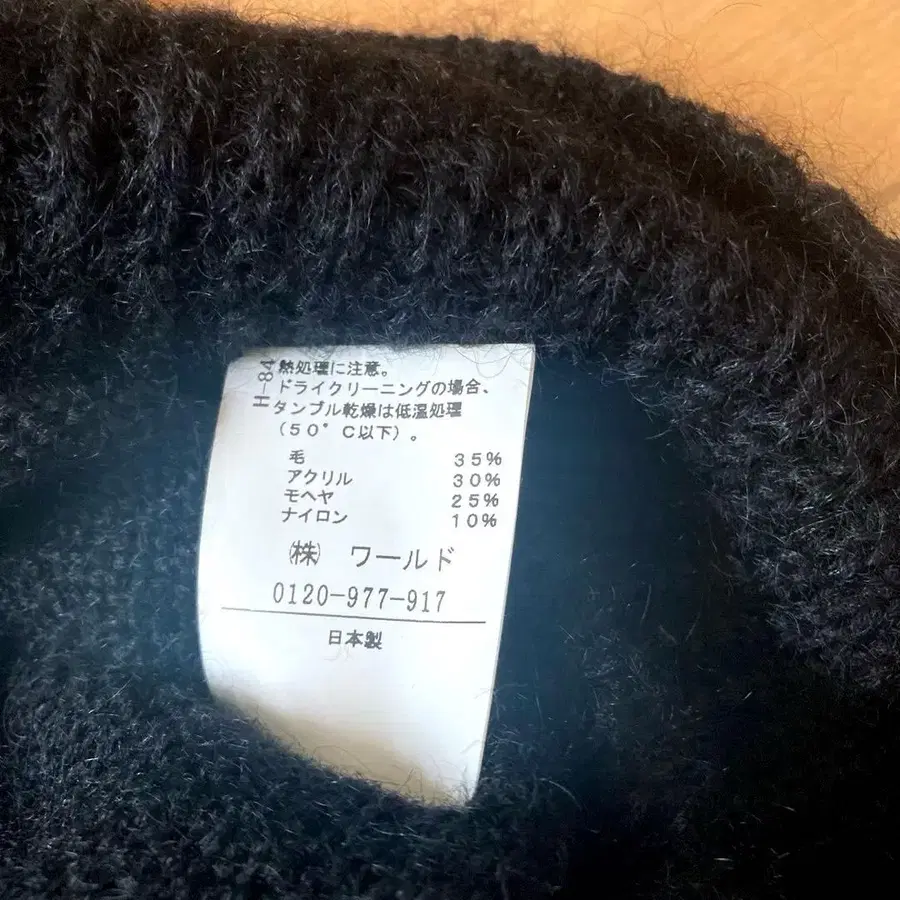 H-84
熱処理に注意。
ドライクリーニングの場合、
タンブル乾燥は低温処理
(50°C以下)。
毛 35%
アクリル 30%
モヘヤ 25%
ナイロン 10%
㈱ ワールド
0120-977-917
日本製